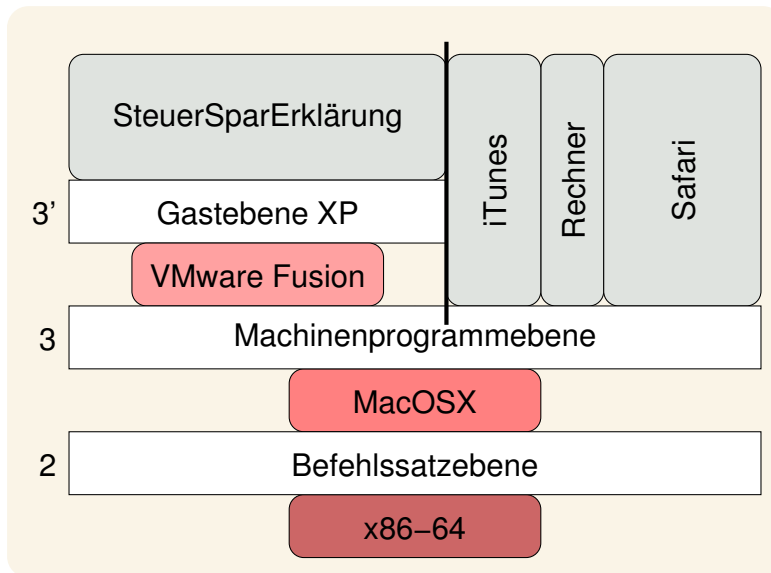 SteuerSparErklärung
iTunes
Rechner
Safari
3’ Gastebene XP
VMware Fusion
3 Machinenprogrammebene
MacOSX
2 Befehlssatzebene
x86−64